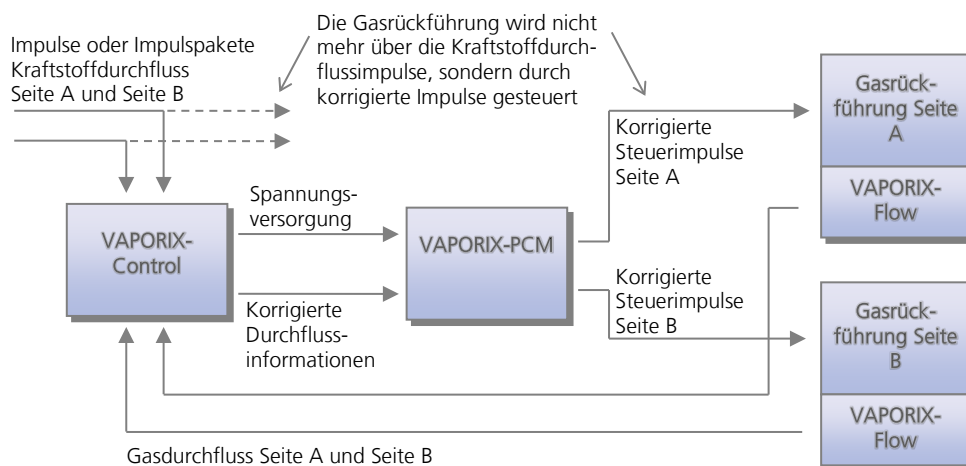 Impulse oder Impulspakete
Kraftstoffdurchfluss
Seite A und Seite B
Die Gasrückführung wird nicht
mehr über die Kraftstoffdurch-
flussimpulse, sondern durch
korrigierte Impulse gesteuert
Gasrück-
führung Seite
A
VAPORIX-
Flow
Korrigierte
Steuerimpulse
Seite A
Spannungs-
versorgung
VAPORIX-
Control
VAPORIX-PCM
Korrigierte
Durchfluss-
informationen
Korrigierte
Steuerimpulse
Seite B
Gasrück-
führung Seite
B
VAPORIX-
Flow
Gasdurchfluss Seite A und Seite B